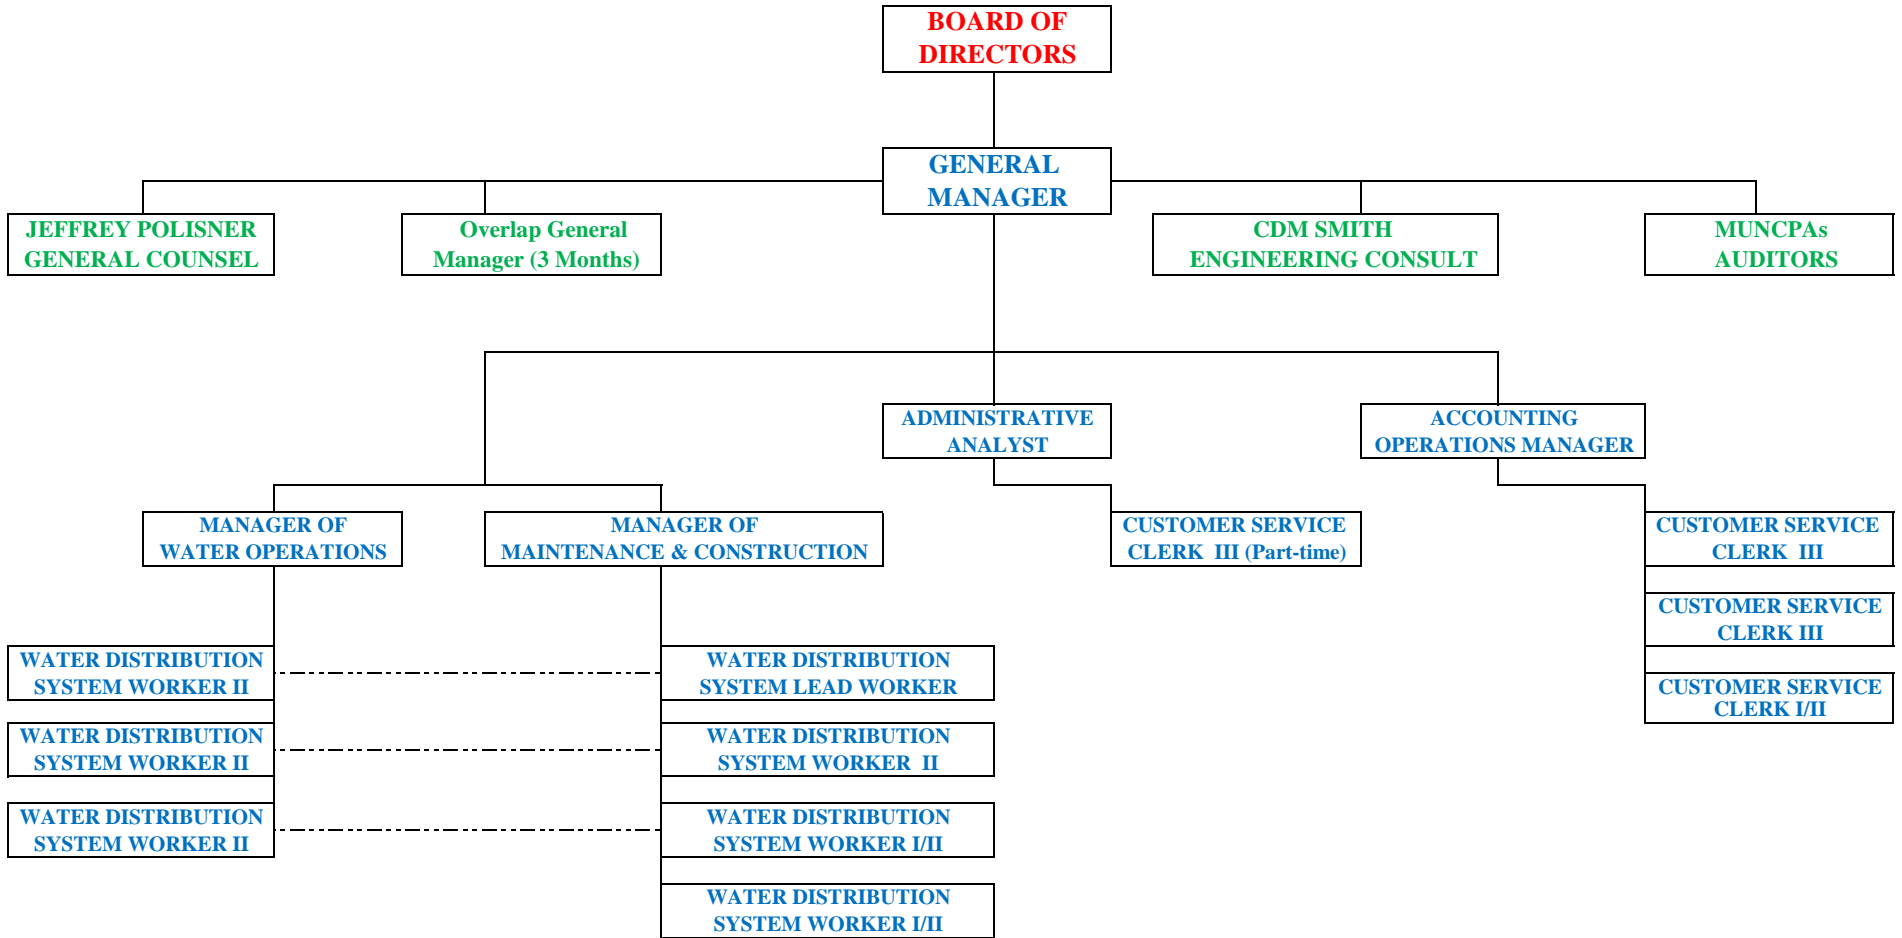 BOARD OF
DIRECTORS
GENERAL
MANAGER
JEFFREY POLISNER
GENERAL COUNSEL
Overlap General
Manager (3 Months)
CDM SMITH
ENGINEERING CONSULT
MUNCPAs
AUDITORS
ADMINISTRATIVE
ANALYST
ACCOUNTING
OPERATIONS MANAGER
MANAGER OF
WATER OPERATIONS
MANAGER OF
MAINTENANCE & CONSTRUCTION
CUSTOMER SERVICE
CLERK III (Part-time)
CUSTOMER SERVICE
CLERK III
CUSTOMER SERVICE
CLERK III
CUSTOMER SERVICE
CLERK I/II
WATER DISTRIBUTION
SYSTEM WORKER II
WATER DISTRIBUTION
SYSTEM LEAD WORKER
WATER DISTRIBUTION
SYSTEM WORKER II
WATER DISTRIBUTION
SYSTEM WORKER II
WATER DISTRIBUTION
SYSTEM WORKER II
WATER DISTRIBUTION
SYSTEM WORKER I/II
WATER DISTRIBUTION
SYSTEM WORKER I/II